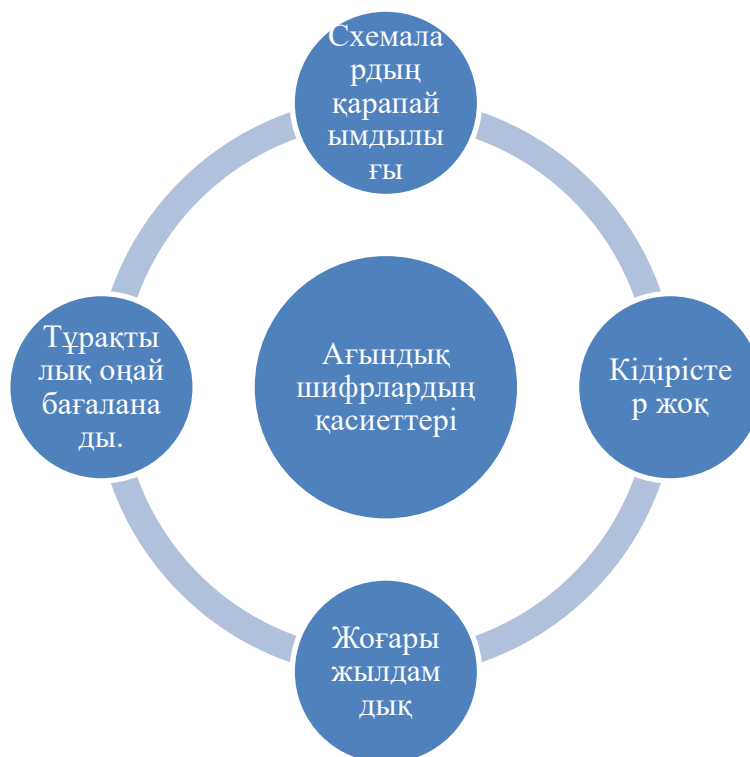 Схемала
рдың
қарапай
ымдылы
ғы
Тұрақты
лық оңай
бағалана
ды.
Ағындық
шифрлардың
қасиеттері
Кідірісте
р жоқ
Жоғары
жылдам
дық